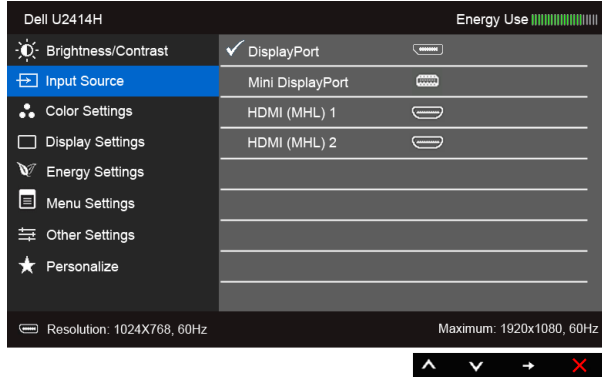 Dell U2414H Energy Use
Brightness/Contrast DisplayPort
Input Source Mini DisplayPort
Color Settings HDMI (MHL) 1
Display Settings HDMI (MHL) 2
Energy Settings
Menu Settings
Other Settings
Personalize
Resolution: 1024X768, 60Hz Maximum: 1920x1080, 60Hz